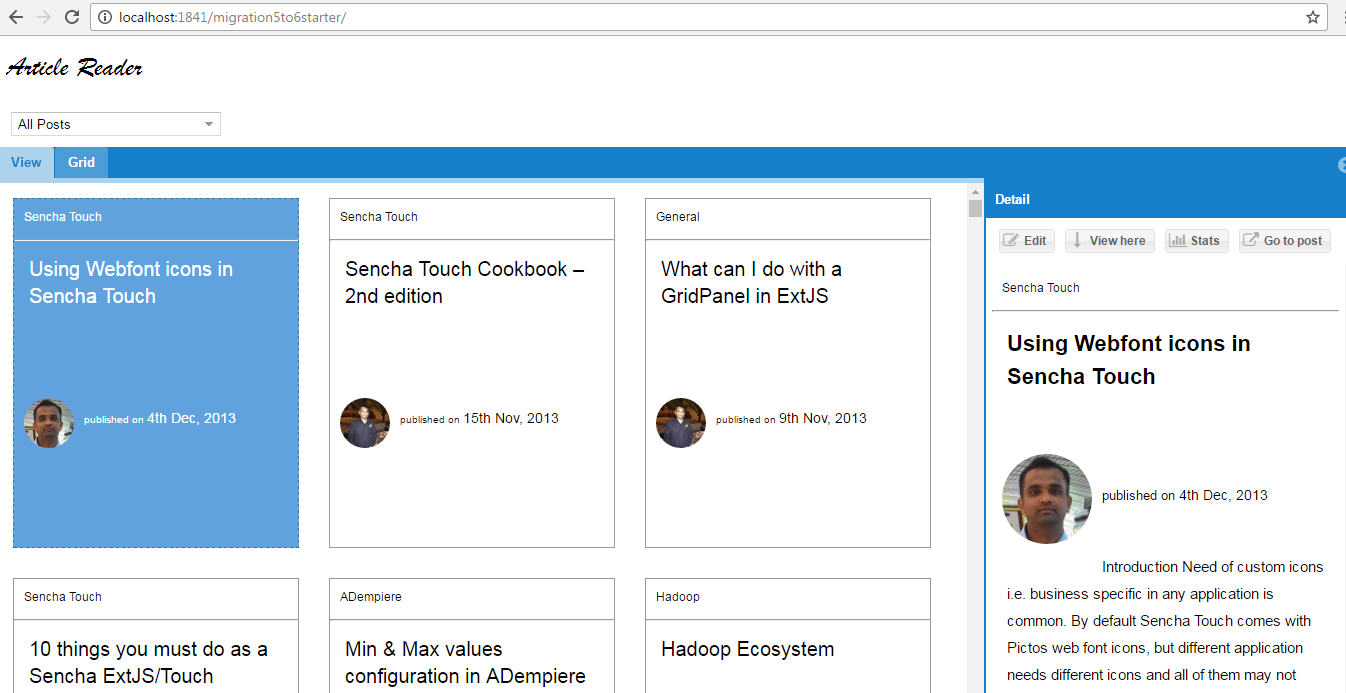 localhost:1841/migration5to6starter/
Article Reader
All Posts
View Grid
Detail
Edit View here Stats Go to post
Sencha Touch
Using Webfont icons in
Sencha Touch
published on 4th Dec, 2013
Sencha Touch
Sencha Touch Cookbook –
2nd edition
published on 15th Nov, 2013
General
What can I do with a
GridPanel in ExtJS
published on 9th Nov, 2013
Sencha Touch
10 things you must do as a
Sencha ExtJS/Touch
ADempiere
Min & Max values
configuration in ADempiere
Hadoop
Hadoop Ecosystem
Sencha Touch
Using Webfont icons in
Sencha Touch
published on 4th Dec, 2013
Introduction Need of custom icons
i.e. business specific in any application is
common. By default Sencha Touch comes with
Pictos web font icons, but different application
needs different icons and all of them may not